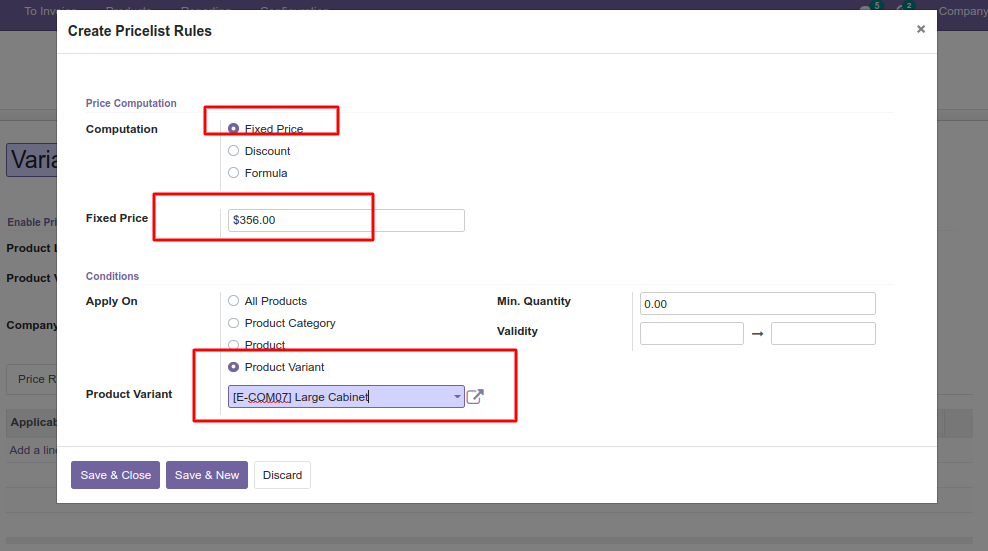 To Invoice Products Reporting Configuration 5 2 Company
Create Pricelist Rules ×
Price Computation
Computation Fixed Price
Discount
Formula
Varia
Fixed Price $356.00
Enable Pri
Product L
Product V
Conditions
Apply On All Products Min. Quantity 0.00
Product Category
Company Validity
Product
Product Variant
Price R
Product Variant [E-COM07] Large Cabinet
Applicab
Add a line
Save & Close Save & New Discard